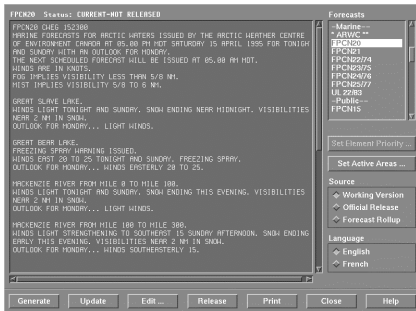 FPCN20 Status: CURRENT-NOT RELEASED
FPCN20 CWEG 152300
MARINE FORECASTS FOR ARCTIC WATERS ISSUED BY THE ARCTIC WEATHER CENTRE
OF ENVIRONMENT CANADA AT 05.00 AM MDT SATURDAY 15 APRIL 1995 FOR TONIGH
AND SUNDAY WITH AN OUTLOOK FOR MONDAY.
THE NEXT SCHEDULED FORECAST WILL BE ISSUED AT 05.00 AM MDT.
WINDS ARE IN KNOTS.
FOG IMPLIES VISIBILITY LESS THAN 5/8 NM.
MIST IMPLIES VISIBILITY 5/8 TO 6 NM.
GREAT SLAVE LAKE.
WINDS LIGHT TONIGHT AND SUNDAY. SNOW ENDING NEAR MIDNIGHT. VISIBILITIES
NEAR 2 NM IN SNOW.
OUTLOOK FOR MONDAY... LIGHT WINDS.
GREAT BEAR LAKE.
FREEZING SPRAY WARNING ISSUED.
WINDS EAST 20 TO 25 TONIGHT AND SUNDAY. FREEZING SPRAY.
OUTLOOK FOR MONDAY... WINDS EASTERLY 20 TO 25.
MACKENZIE RIVER FROM MILE 0 TO MILE 100.
WINDS LIGHT TONIGHT AND SUNDAY. SNOW ENDING THIS EVENING. VISIBILITIES
NEAR 2 NM IN SNOW.
OUTLOOK FOR MONDAY... LIGHT WINDS.
MACKENZIE RIVER FROM MILE 100 TO MILE 300.
WINDS LIGHT STRENGTHENING TO SOUTHEAST 15 SUNDAY AFTERNOON. SNOW ENDING
EARLY THIS EVENING. VISIBILITIES NEAR 2 NM IN SNOW.
OUTLOOK FOR MONDAY... WINDS SOUTHEASTERLY 15.
Forecasts
--Marine--
* ARWC **
FPCN20
FPCN21
FPCN22/74
FPCN23/75
FPCN24/76
FPCN25/77
UL 22/83
--Public--
FPCN15
Set Element Priority ...
Set Active Areas ...
Source
Working Version
Official Release
Forecast Rollup
Language
English
French
Generate Update Edit ... Release Print Close Help